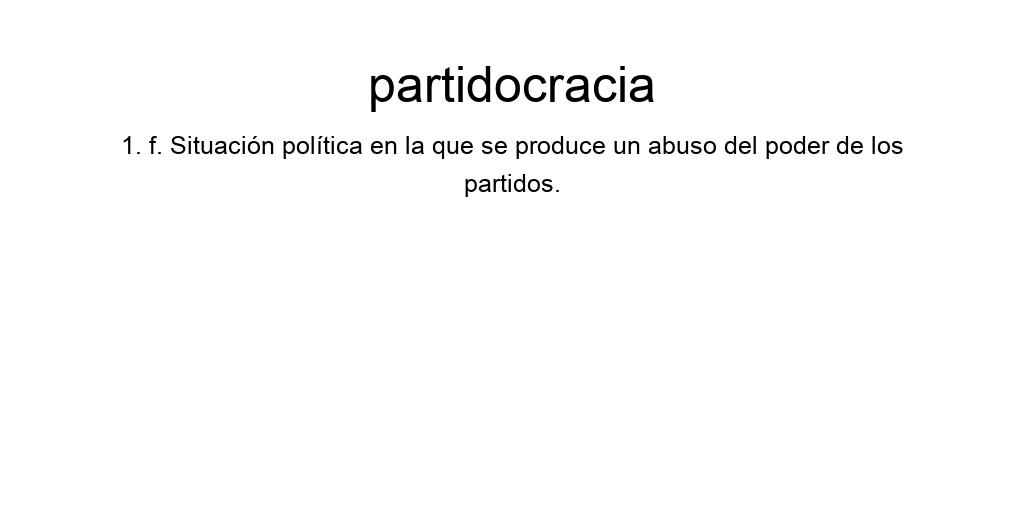 partidocracia
1. f. Situación política en la que se produce un abuso del poder de los
partidos.